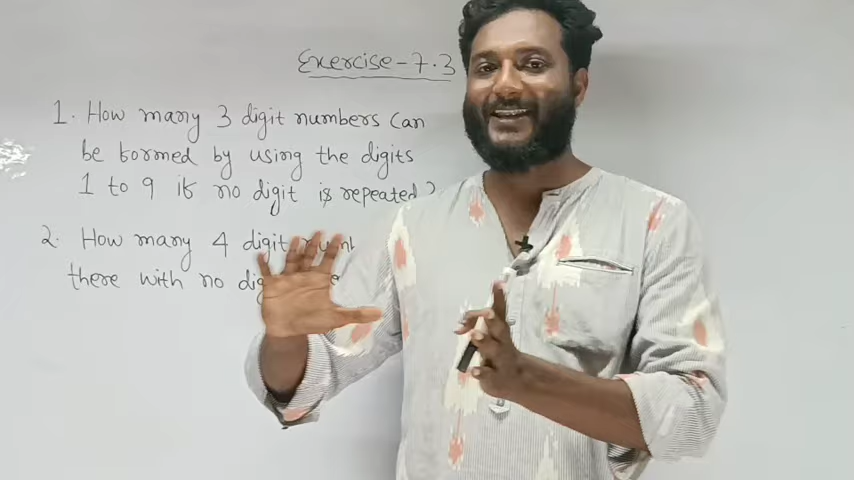 Exercise-7.3
1. How many 3 digit numbers can
be formed by using the digits
1 to 9 if no digit is repeated?
2. How many 4 digit
there with no